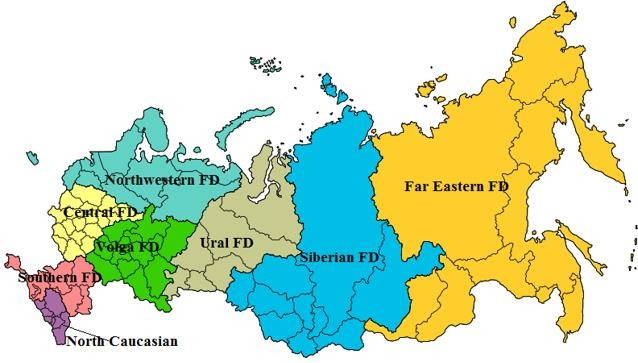 Northwestern FD
Far Eastern FD
Central FD
Volga FD
Ural FD
Siberian FD
Southern FD
North Caucasian